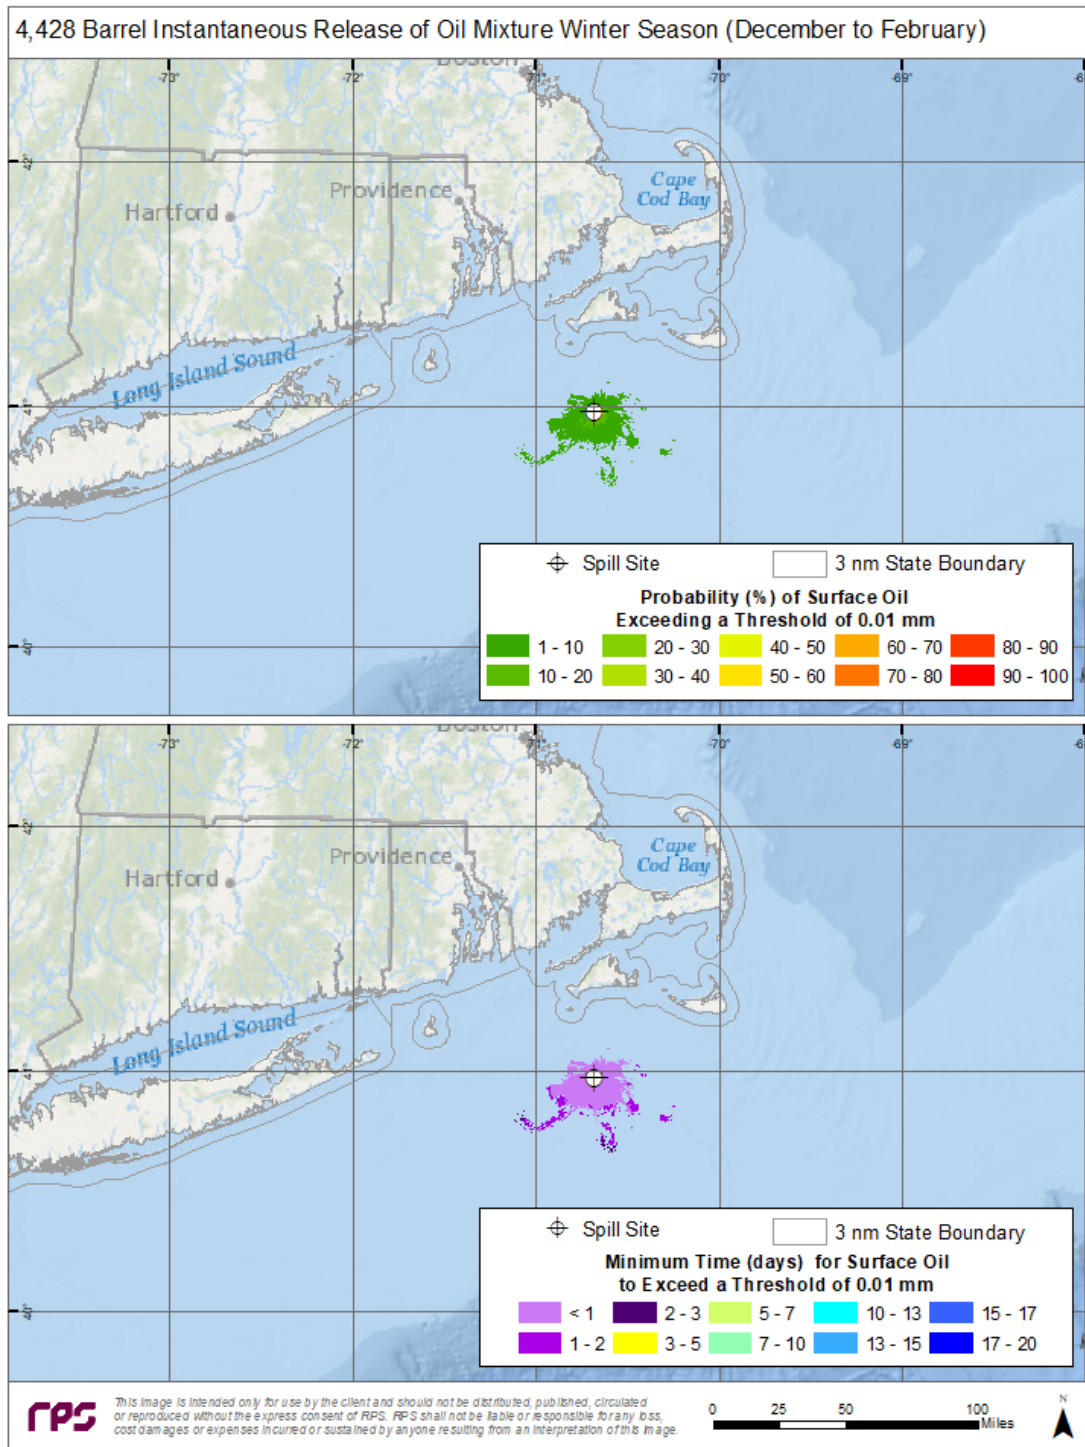 4,428 Barrel Instantaneous Release of Oil Mixture Winter Season (December to February)
Boston
-73° -72° -71° -70° -69°
42°
Cape
Cod Bay
Providence
Hartford
Long Island Sound
41°
40°
Spill Site 3 nm State Boundary
Probability (%) of Surface Oil
Exceeding a Threshold of 0.01 mm
1 - 10 20 - 30 40 - 50 60 - 70 80 - 90
10 - 20 30 - 40 50 - 60 70 - 80 90 - 100
Boston
-73° -72° -71° -70° -69°
42°
Cape
Cod Bay
Providence
Hartford
Long Island Sound
41°
40°
Spill Site 3 nm State Boundary
Minimum Time (days) for Surface Oil
to Exceed a Threshold of 0.01 mm
< 1 2 - 3 5 - 7 10 - 13 15 - 17
1 - 2 3 - 5 7 - 10 13 - 15 17 - 20
rps
This image is intended only for use by the client and should not be distributed, published, circulated
or reproduced without the express consent of RPS. RPS shall not be liable or responsible for any loss,
cost damages or expenses incurred or sustained by anyone resulting from an interpretation of this image.
0 25 50 100
Miles
N